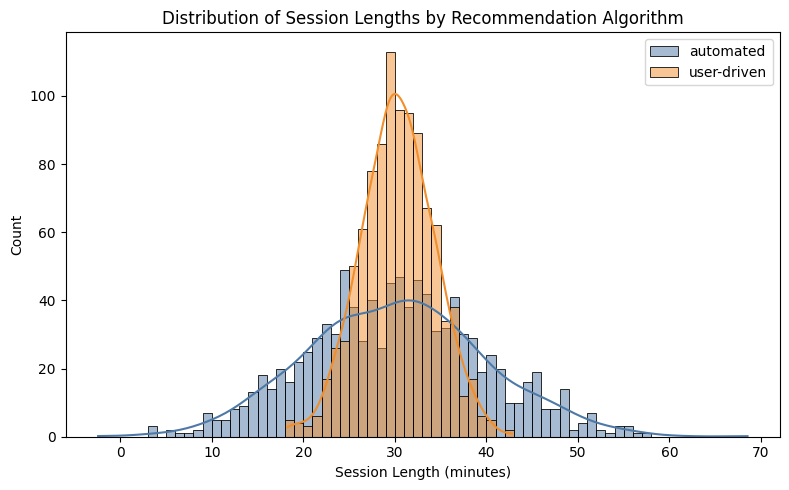 Distribution of Session Lengths by Recommendation Algorithm
automated
user-driven
100
80
60
40
20
0
Count
0 10 20 30 40 50 60 70
Session Length (minutes)